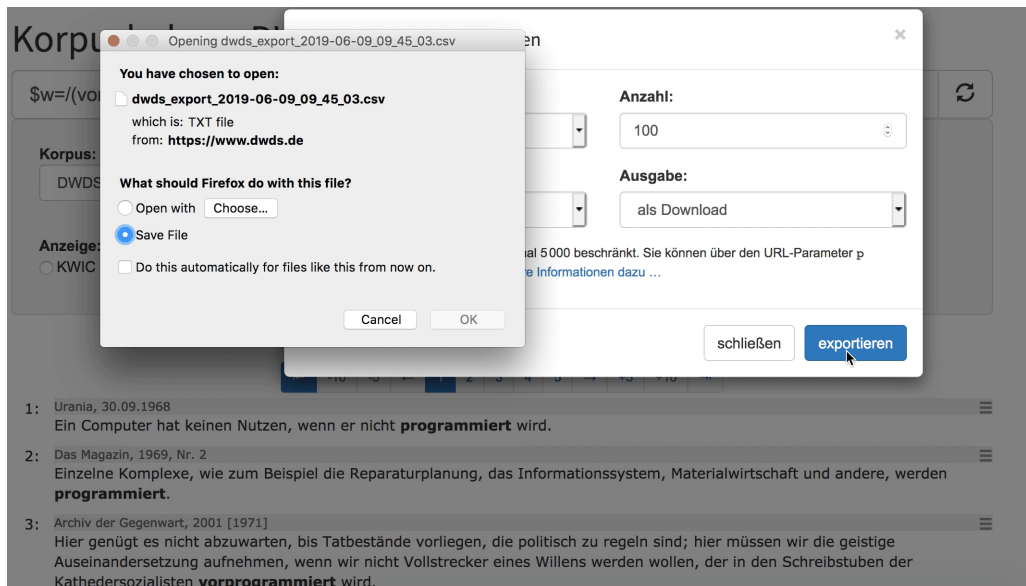 Opening dwds_export_2019-06-09_09_45_03.csv
You have chosen to open:
dwds_export_2019-06-09_09_45_03.csv
which is: TXT file
from: https://www.dwds.de
What should Firefox do with this file?
Open with Choose...
Save File
Do this automatically for files like this from now on.
Cancel OK
en
Anzahl:
100
Ausgabe:
als Download
nal 5 000 beschränkt. Sie können über den URL-Parameter p
re Informationen dazu …
schließen exportieren
$w=/(vo
Korpus:
DWDS
Anzeige:
KWIC
1: Urania, 30.09.1968
Ein Computer hat keinen Nutzen, wenn er nicht programmiert wird.
2: Das Magazin, 1969, Nr. 2
Einzelne Komplexe, wie zum Beispiel die Reparaturplanung, das Informationssystem, Materialwirtschaft und andere, werden
programmiert.
3: Archiv der Gegenwart, 2001 [1971]
Hier genügt es nicht abzuwarten, bis Tatbestände vorliegen, die politisch zu regeln sind; hier müssen wir die geistige
Auseinandersetzung aufnehmen, wenn wir nicht Vollstrecker eines Willens werden wollen, der in den Schreibstuben der
Kathedersozialisten vorprogrammiert wird.